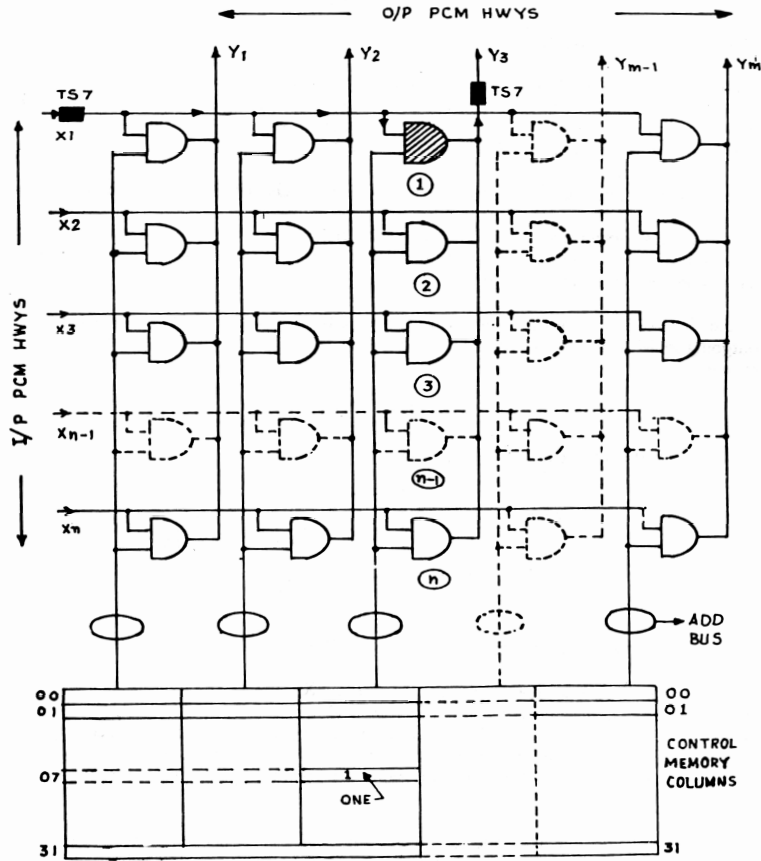 O/P PCM HWYS
Y1 Y2 Y3 Ym-1 Ym
TS7
TS7
X1
1
X2
2
X3
3
Xn-1
n-1
Xn
n
I/P PCM HWYS
ADD
BUS
00 00
01 01
CONTROL
MEMORY
COLUMNS
07 1
ONE
31 31